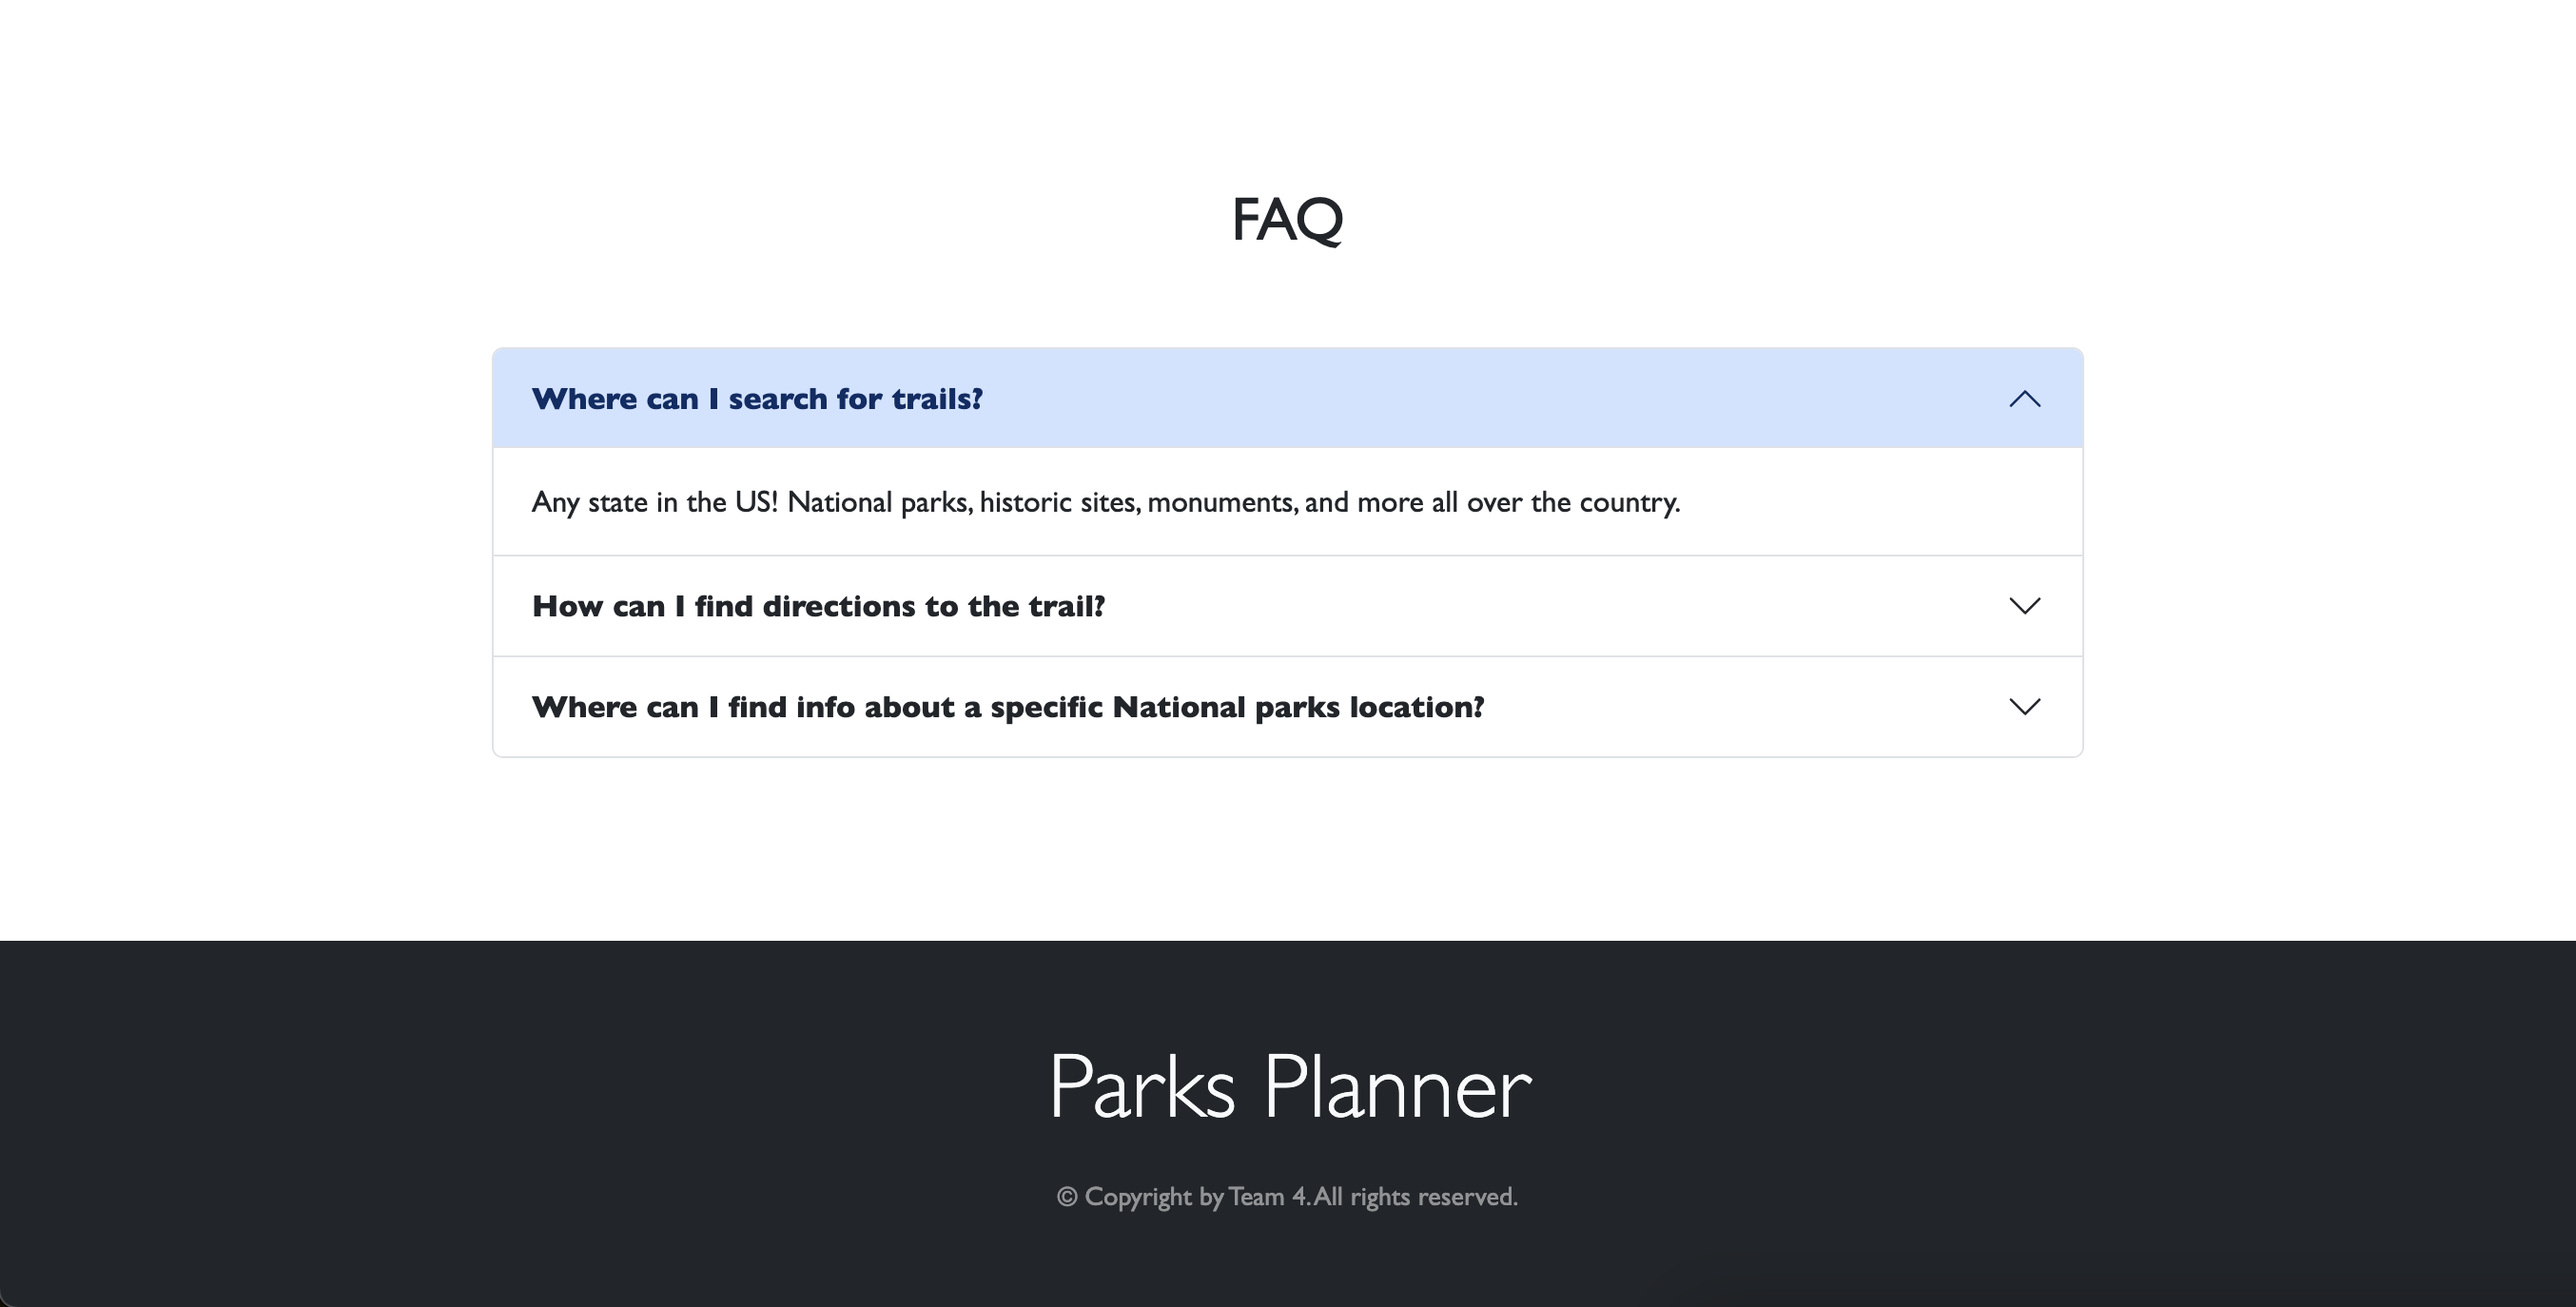 FAQ
Where can I search for trails?
Any state in the US! National parks, historic sites, monuments, and more all over the country.
How can I find directions to the trail?
Where can I find info about a specific National parks location?
Parks Planner
© Copyright by Team 4. All rights reserved.